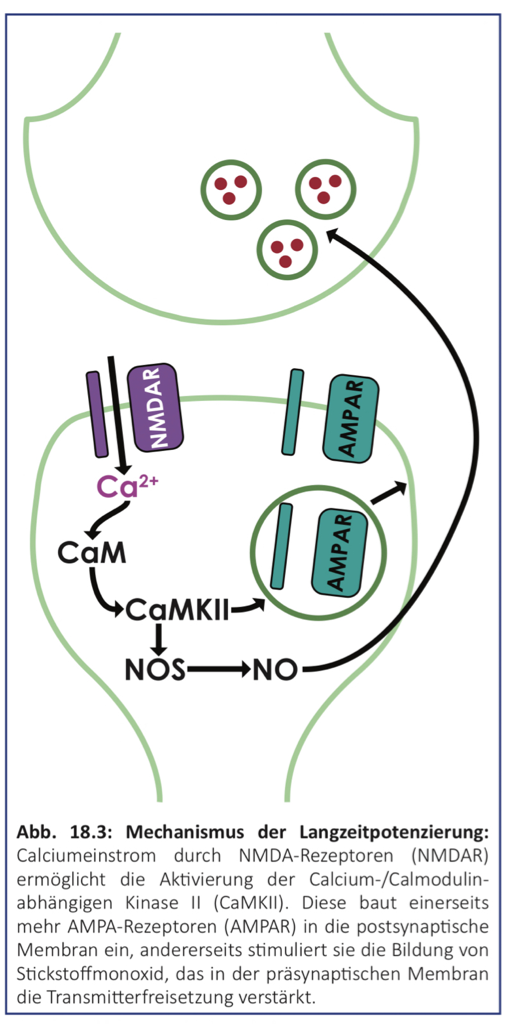 NMDAR
AMPAR
Ca²⁺
AMPAR
CaM
CaMKII
NOS
NO
Abb. 18.3: Mechanismus der Langzeitpotenzierung:
Calciumeinstrom durch NMDA-Rezeptoren (NMDAR)
ermöglicht die Aktivierung der Calcium-/Calmodulin-
abhängigen Kinase II (CaMKII). Diese baut einerseits
mehr AMPA-Rezeptoren (AMPAR) in die postsynaptische
Membran ein, andererseits stimuliert sie die Bildung von
Stickstoffmonoxid, das in der präsynaptischen Membran
die Transmitterfreisetzung verstärkt.